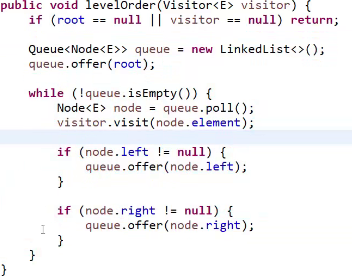 public void levelOrder(Visitor<E> visitor) {
    if (root == null || visitor == null) return;

    Queue<Node<E>> queue = new LinkedList<>();
    queue.offer(root);

    while (!queue.isEmpty()) {
        Node<E> node = queue.poll();
        visitor.visit(node.element);

        if (node.left != null) {
            queue.offer(node.left);
        }

        if (node.right != null) {
            queue.offer(node.right);
        }
    }
}